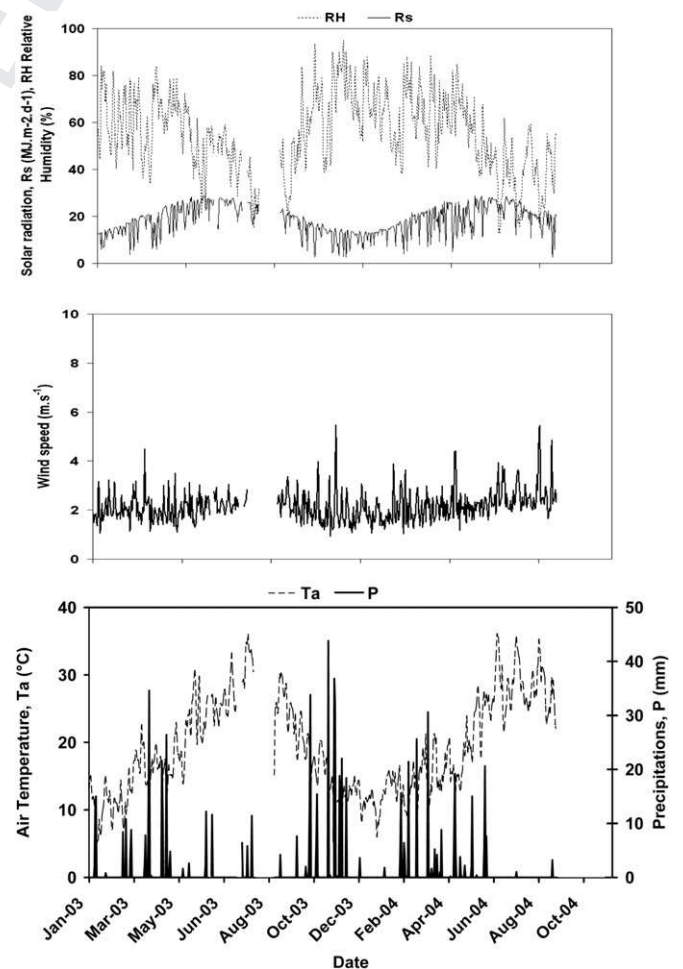 RH Rs
Solar radiation, Rs (MJ.m-2.d-1), RH Relative
Humidity (%)
100
80
60
40
20
0
Wind speed (m.s⁻¹)
10
8
6
4
2
0
Ta P
Air Temperature, Ta (°C)
40
30
20
10
0
50
40
30
20
10
0
Precipitations, P (mm)
Jan-03 Mar-03 May-03 Jun-03 Aug-03 Oct-03 Dec-03 Feb-04 Apr-04 Jun-04 Aug-04 Oct-04
Date